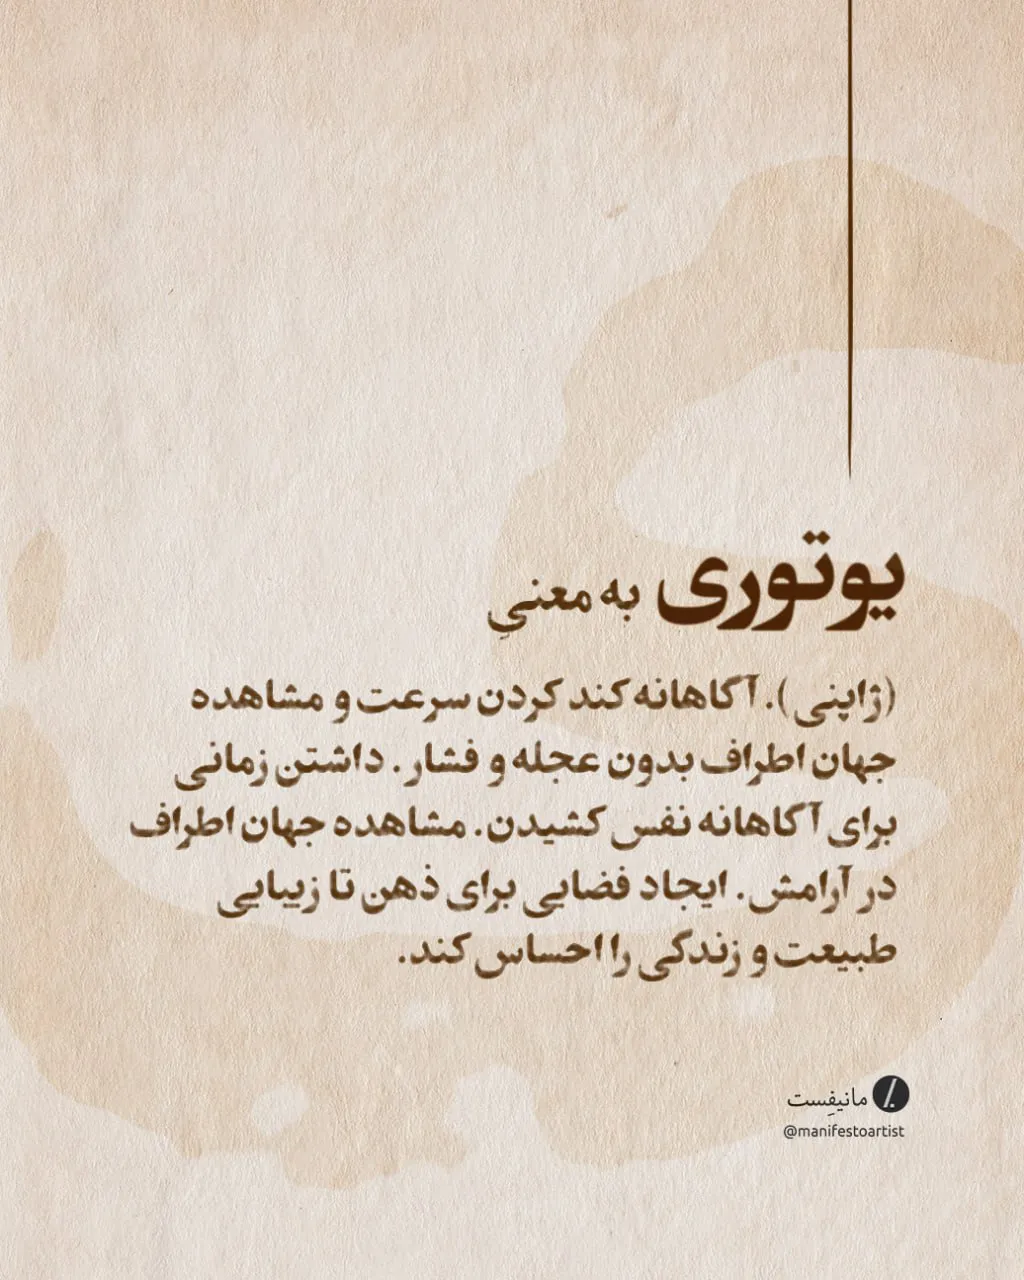 یوتوری به معنیِ
(ژاپنی). آگاهانه کند کردن سرعت و مشاهده
جهان اطراف بدون عجله و فشار. داشتن زمانی
برای آگاهانه نفس کشیدن. مشاهده جهان اطراف
در آرامش. ایجاد فضایی برای ذهن تا زیبایی
طبیعت و زندگی را احساس کند.
مانیفِست
@manifestoartist